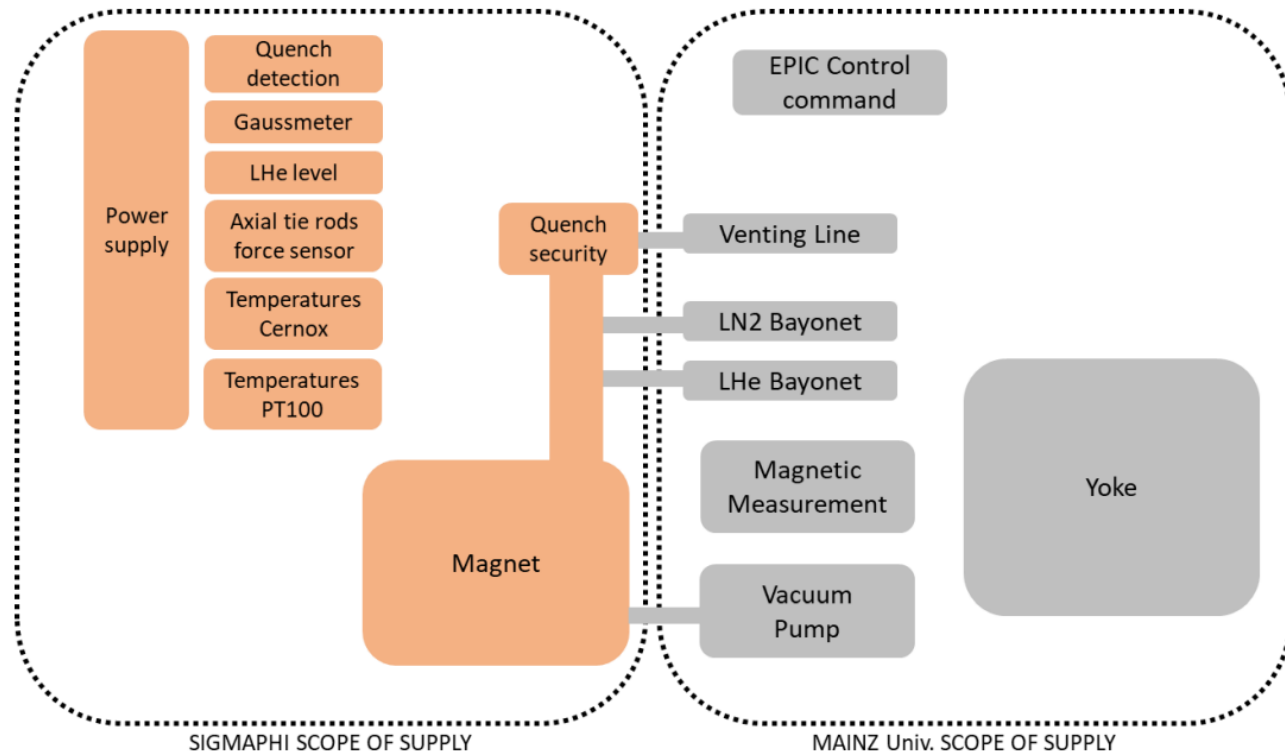 Quench
detection
Gaussmeter
LHe level
Axial tie rods
force sensor
Temperatures
Cernox
Temperatures
PT100
Power
supply
Quench
security
Magnet
SIGMAPHI SCOPE OF SUPPLY
EPIC Control
command
Venting Line
LN2 Bayonet
LHe Bayonet
Magnetic
Measurement
Vacuum
Pump
Yoke
MAINZ Univ. SCOPE OF SUPPLY